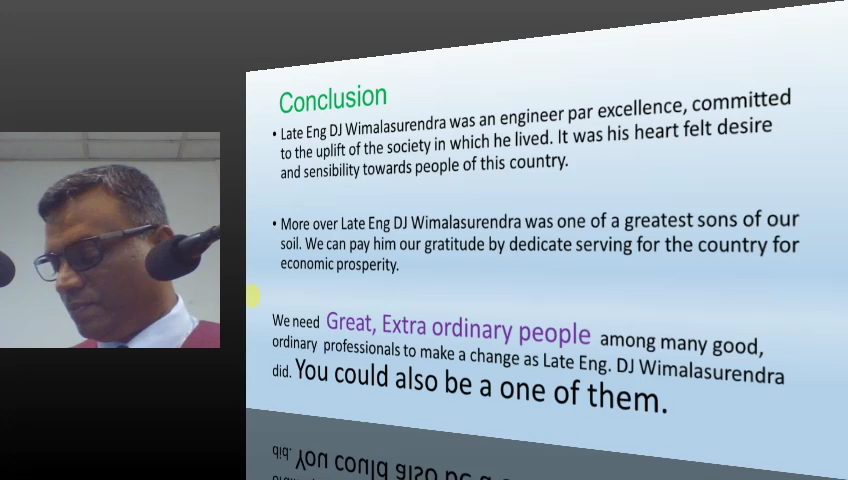 Conclusion
• Late Eng DJ Wimalasurendra was an engineer par excellence, committed
to the uplift of the society in which he lived. It was his heart felt desire
and sensibility towards people of this country.
• More over Late Eng DJ Wimalasurendra was one of a greatest sons of our
soil. We can pay him our gratitude by dedicate serving for the country for
economic prosperity.
We need Great, Extra ordinary people among many good,
ordinary professionals to make a change as Late Eng. DJ Wimalasurendra
did. You could also be a one of them.